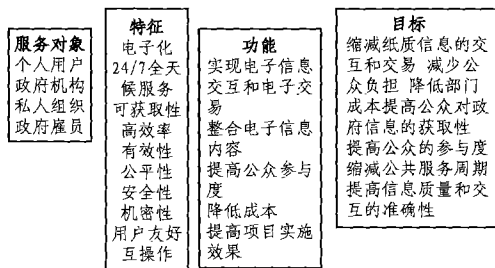 服务对象
个人用户
政府机构
私人组织
政府雇员
特征
电子化
24/7全天
候服务
可获取性
高效率
有效性
公平性
安全性
机密性
用户友好
互操作
功能
实现电子信息
交互和电子交
易
整合电子信息
内容
提高公众参与
度
降低成本
提高项目实施
效果
目标
缩减纸质信息的交
互和交易 减少公
众负担 降低部门
成本提高公众对政
府信息的获取性
提高公众的参与度
缩减公共服务周期
提高信息质量和交
互的准确性